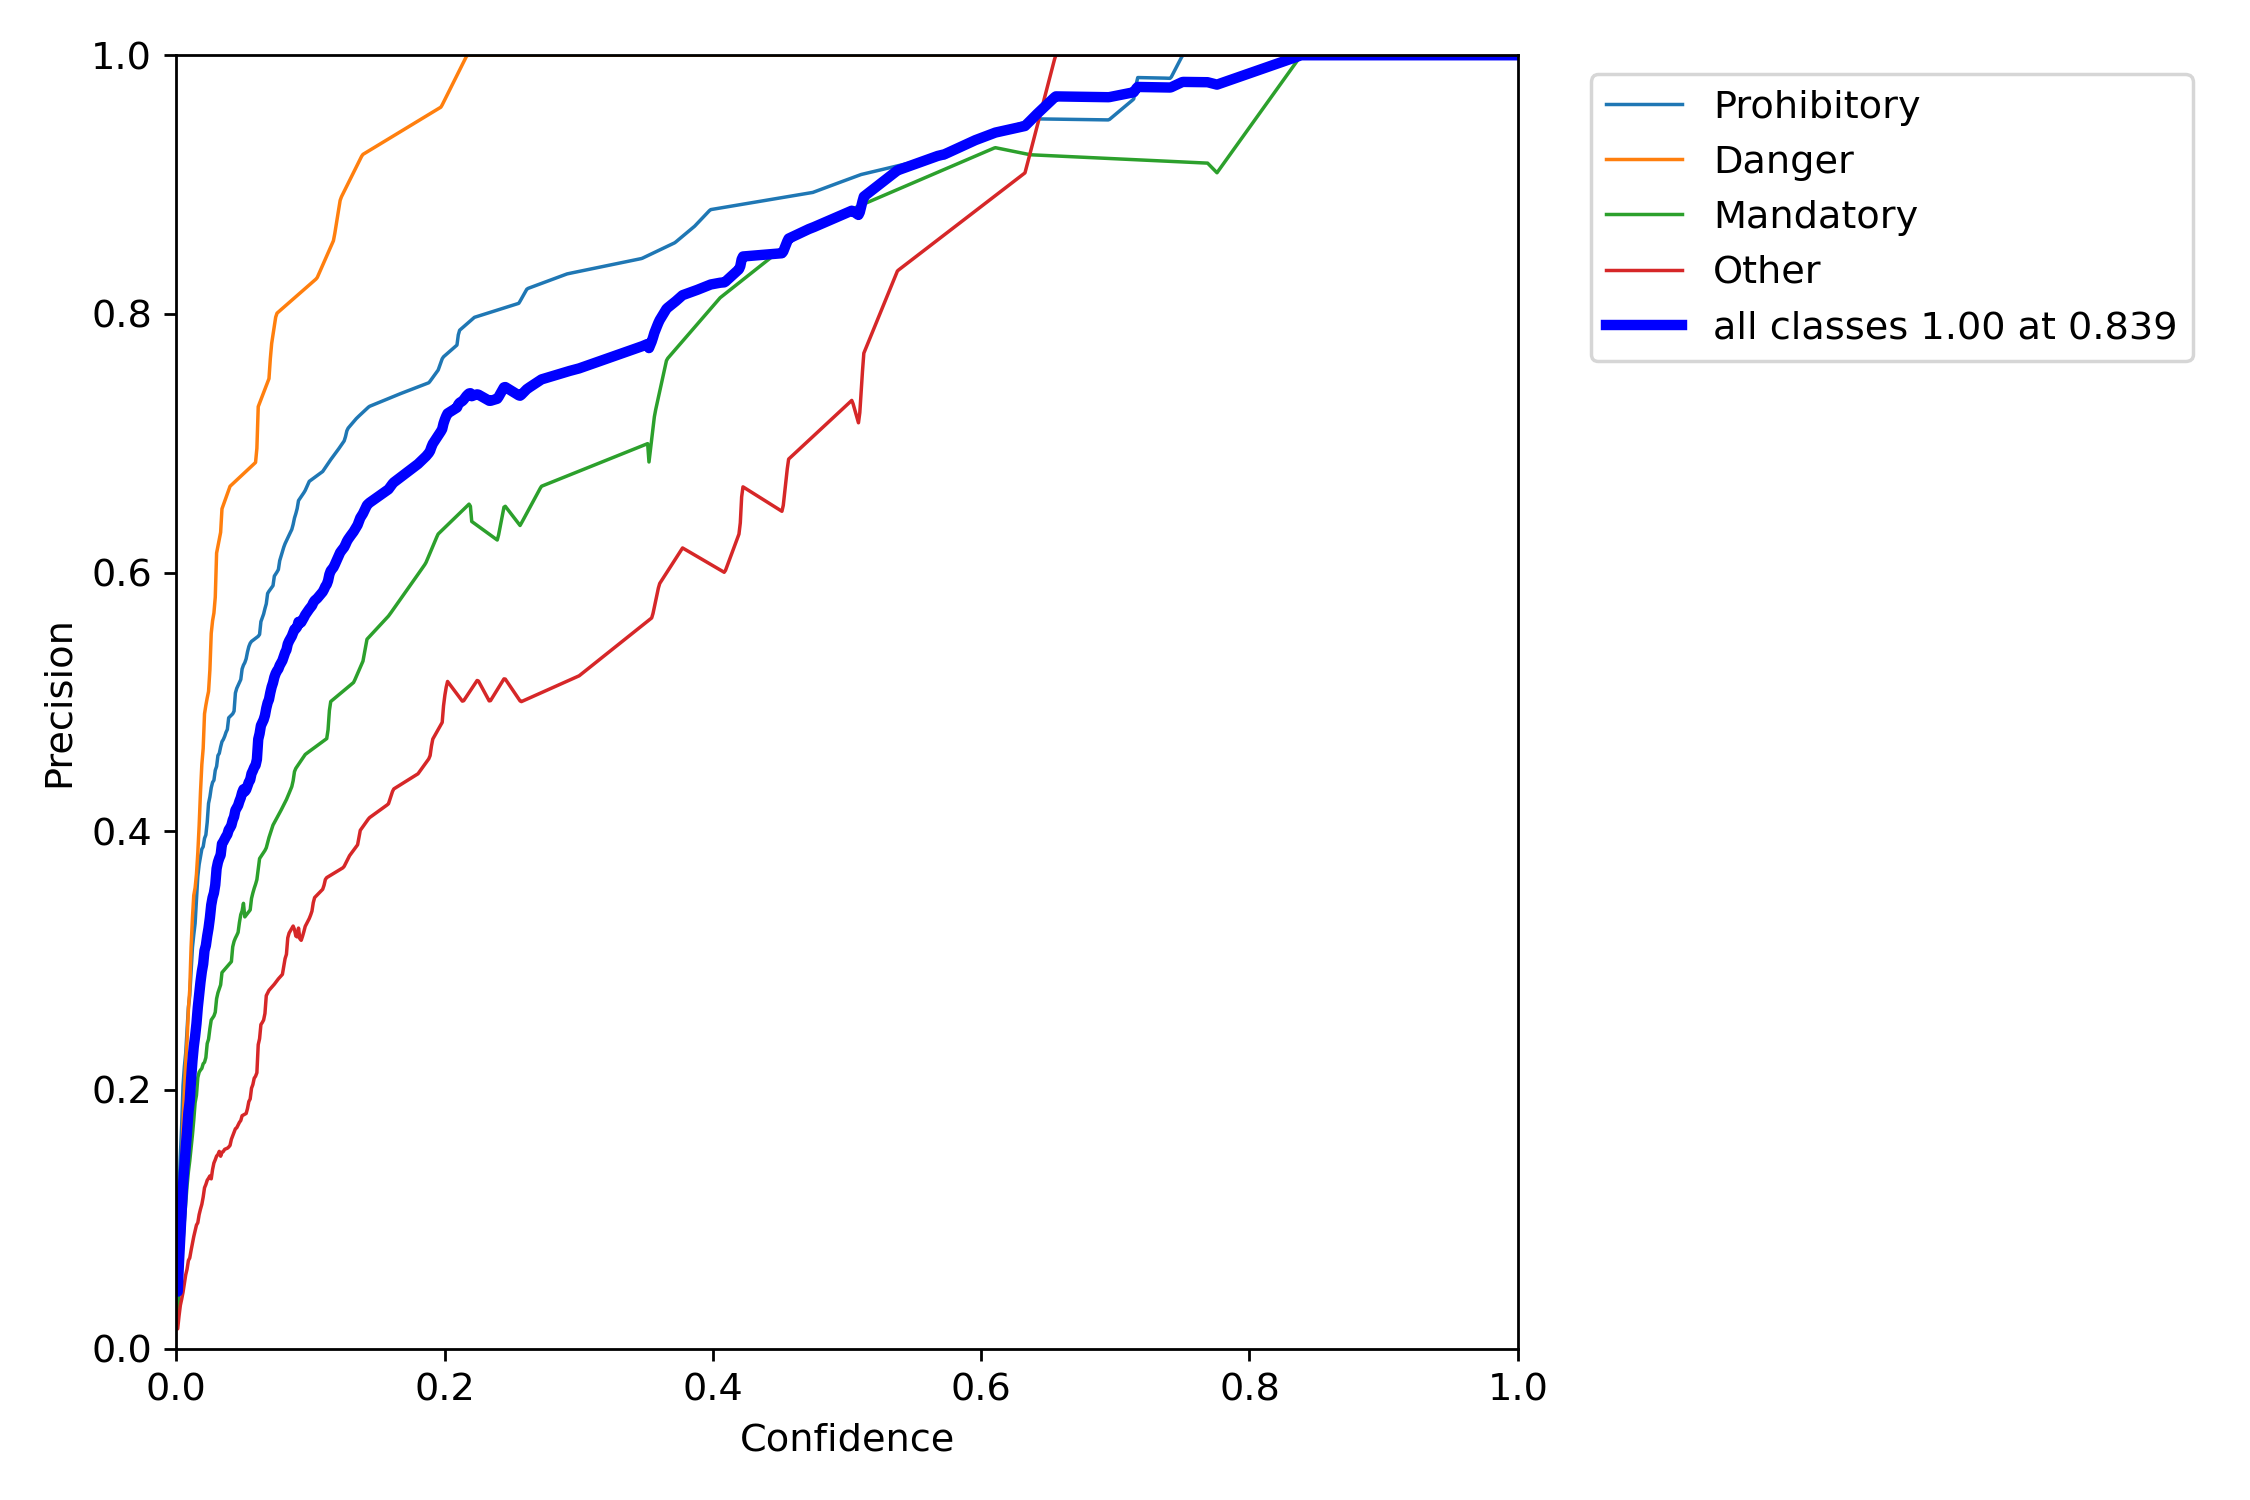 1.0
0.8
0.6
0.4
0.2
0.0
Precision
0.0 0.2 0.4 0.6 0.8 1.0
Confidence
Prohibitory
Danger
Mandatory
Other
all classes 1.00 at 0.839